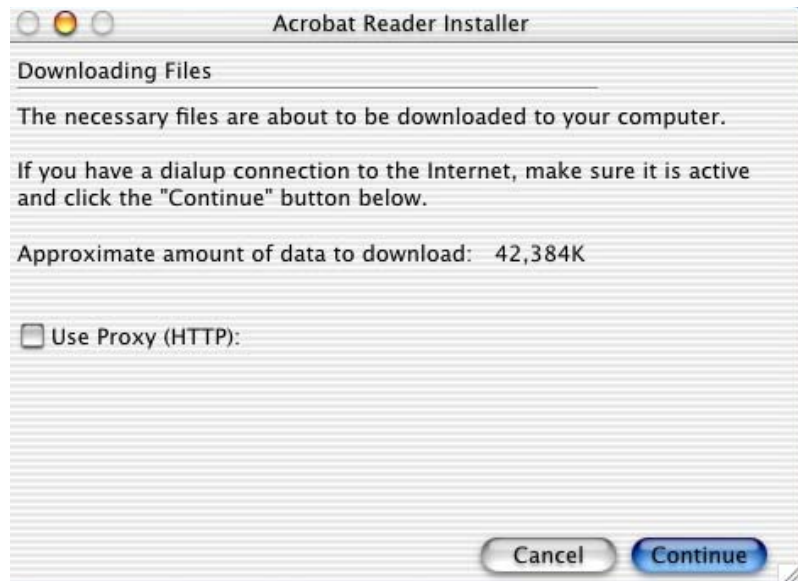 Acrobat Reader Installer
Downloading Files
The necessary files are about to be downloaded to your computer.
If you have a dialup connection to the Internet, make sure it is active
and click the "Continue" button below.
Approximate amount of data to download: 42,384K
Use Proxy (HTTP):
Cancel
Continue